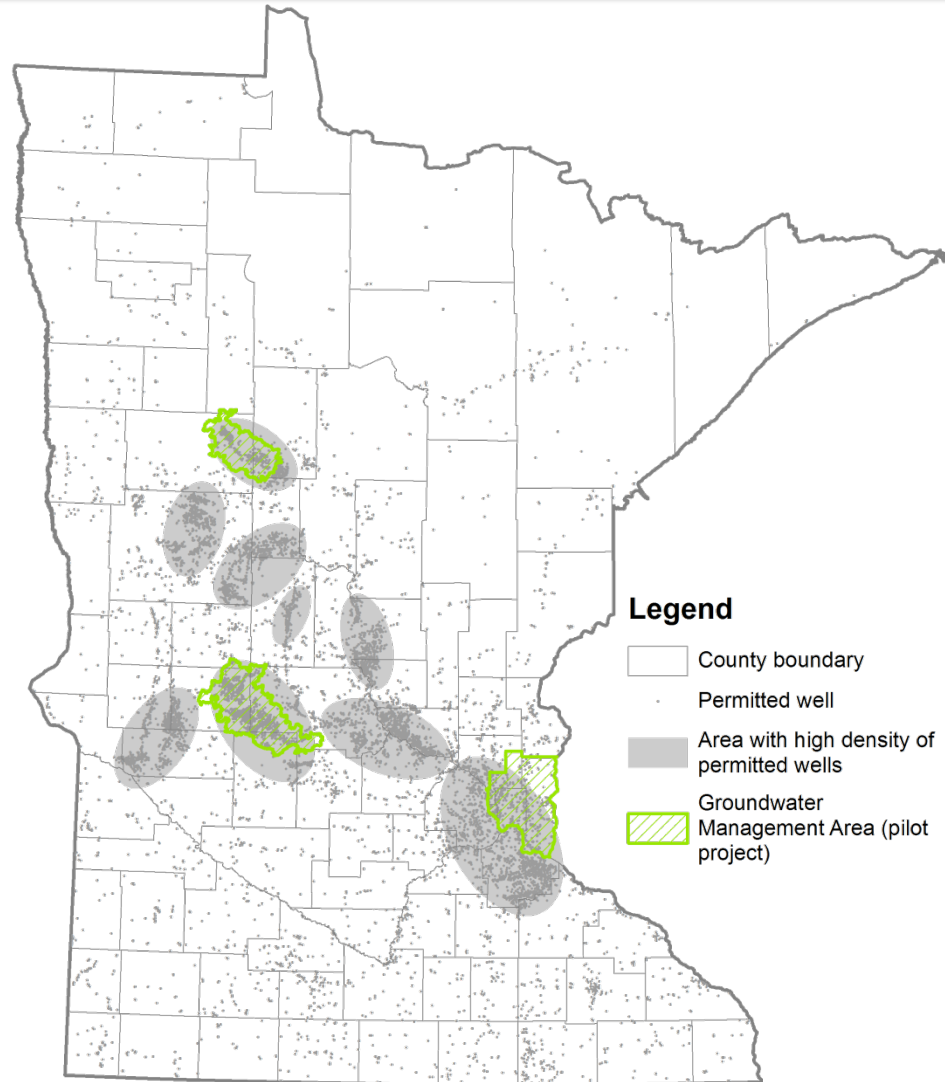 Legend
County boundary
Permitted well
Area with high density of
permitted wells
Groundwater
Management Area (pilot
project)